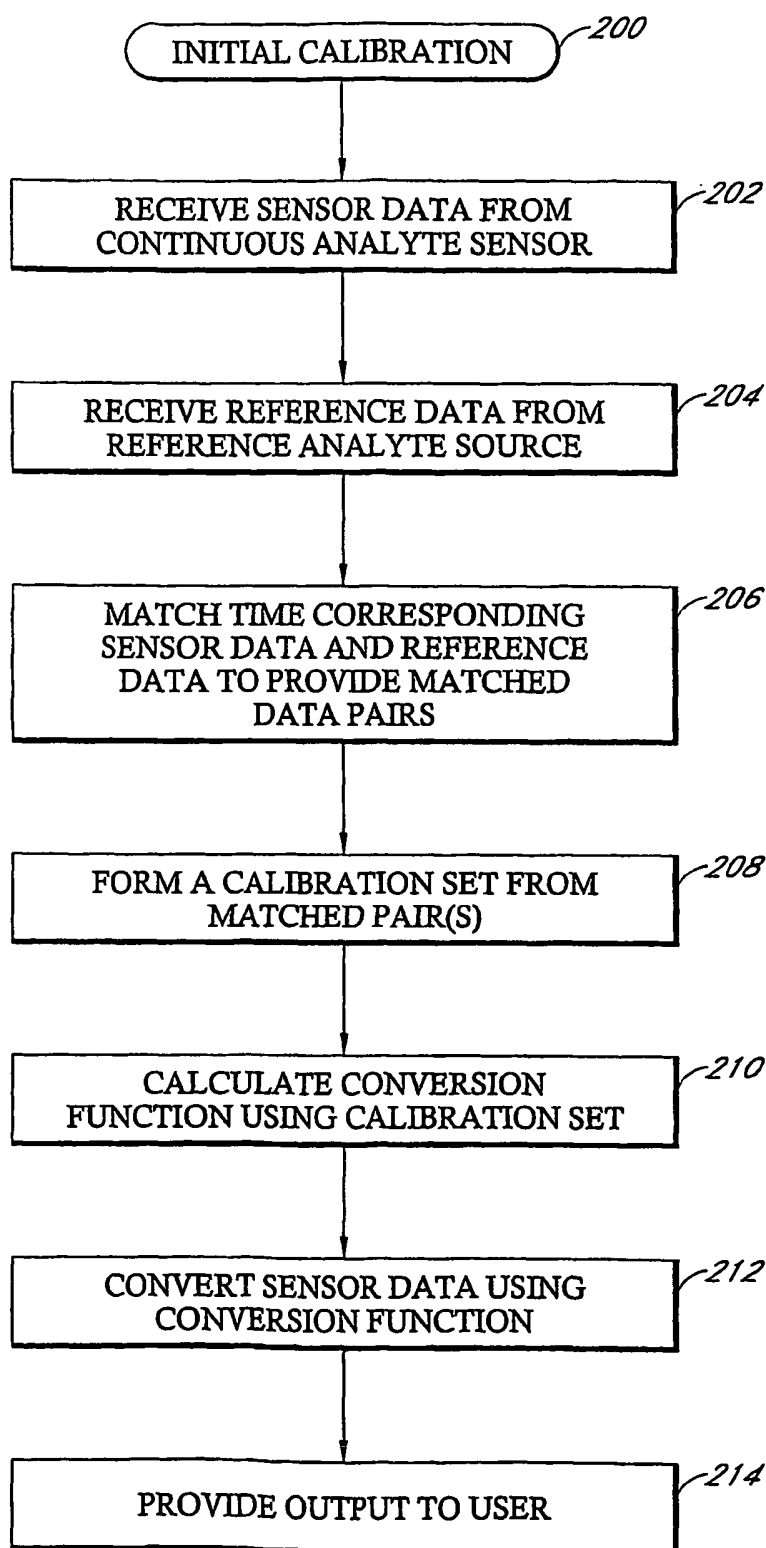 INITIAL CALIBRATION
200
RECEIVE SENSOR DATA FROM
CONTINUOUS ANALYTE SENSOR
202
RECEIVE REFERENCE DATA FROM
REFERENCE ANALYTE SOURCE
204
MATCH TIME CORRESPONDING
SENSOR DATA AND REFERENCE
DATA TO PROVIDE MATCHED
DATA PAIRS
206
FORM A CALIBRATION SET FROM
MATCHED PAIR(S)
208
CALCULATE CONVERSION
FUNCTION USING CALIBRATION SET
210
CONVERT SENSOR DATA USING
CONVERSION FUNCTION
212
PROVIDE OUTPUT TO USER
214